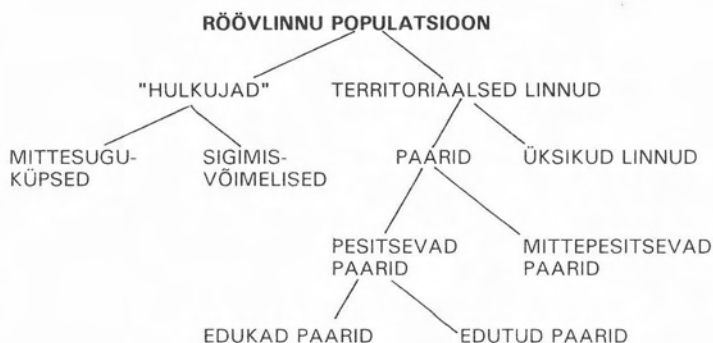 RÖÖVLINNU POPULATSIOON
"HULKUJAD"
TERRITORIAALSED LINNUD
MITTESUGU-
KÜPSED
SIGIMIS-
VÕIMELISED
PAARID
ÜKSIKUD LINNUD
PESITSEVAD
PAARID
MITTEPESITSEVAD
PAARID
EDUKAD PAARID
EDUTUD PAARID